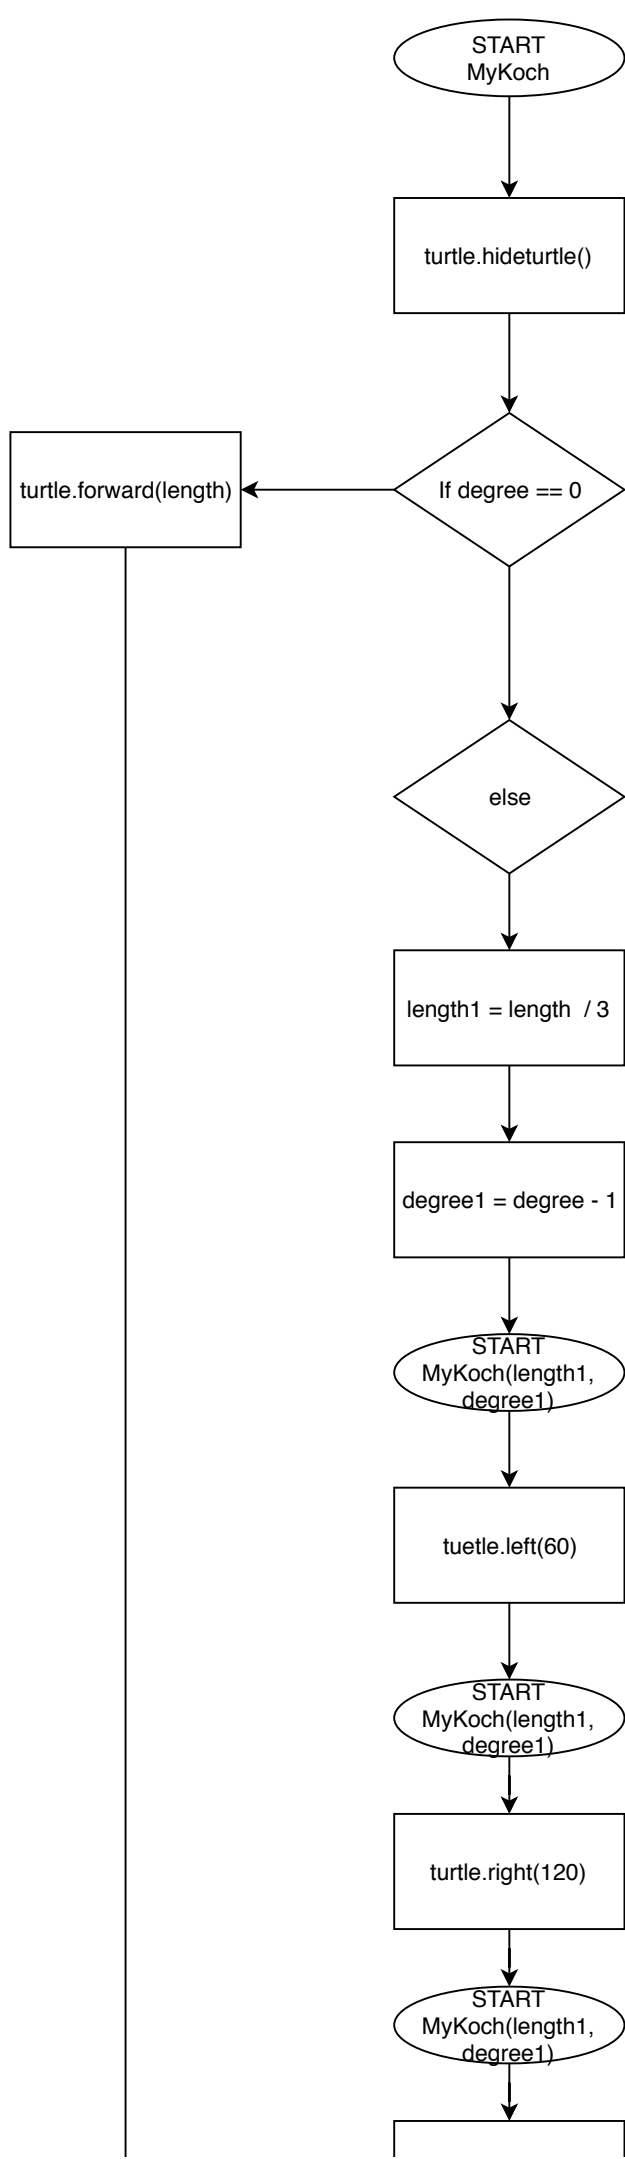 START
MyKoch
turtle.hideturtle()
turtle.forward(length)
If degree == 0
else
length1 = length  / 3
degree1 = degree - 1
START
MyKoch(length1,
degree1)
tuetle.left(60)
START
MyKoch(length1,
degree1)
turtle.right(120)
START
MyKoch(length1,
degree1)